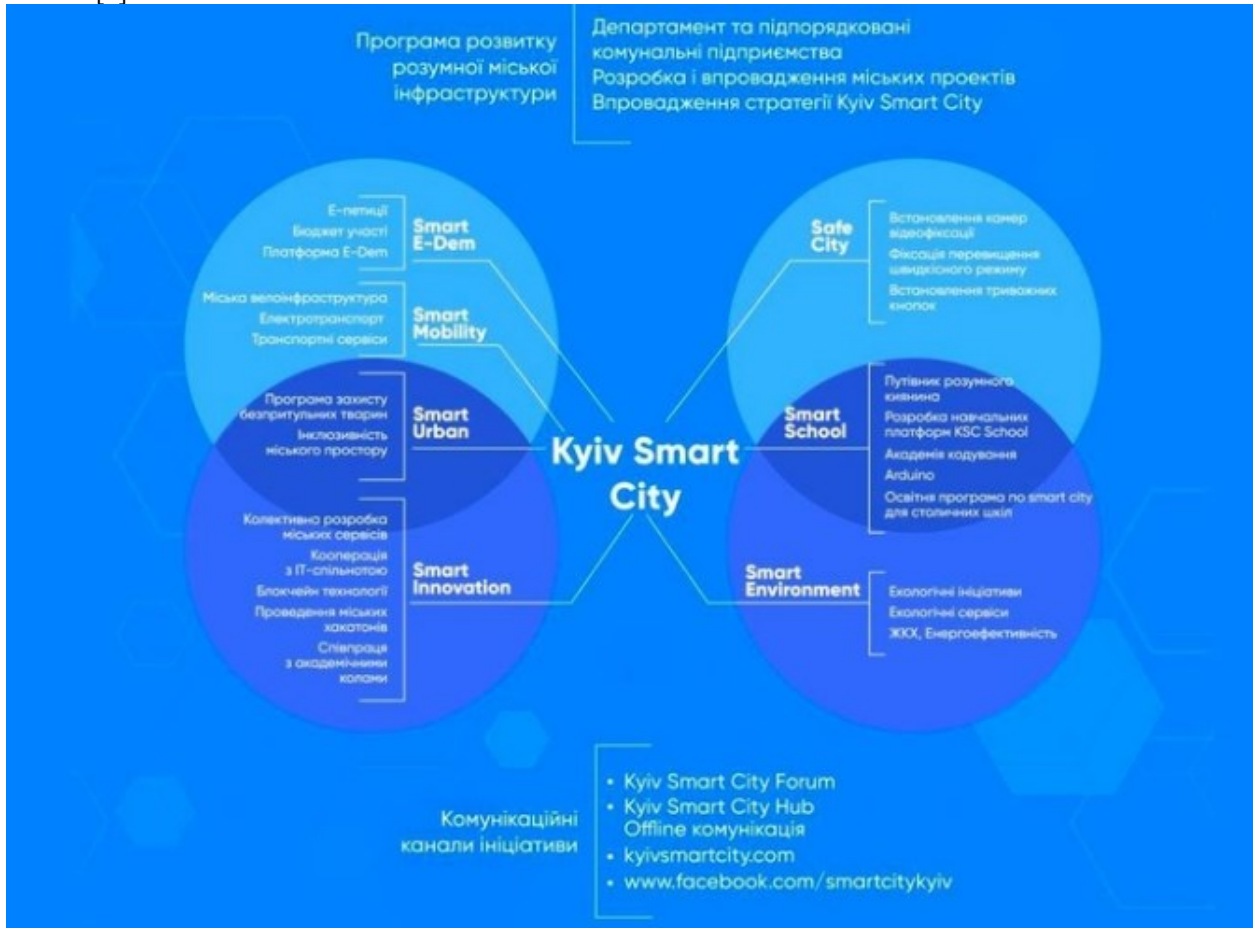 Програма розвитку
розумної міської
інфраструктури
Департамент та підпорядковані
комунальні підприємства
Розробка і впровадження міських проектів
Впровадження стратегії Kyiv Smart City
Е-петиції
Бюджет участі
Платформа E-Dem
Smart
E-Dem
Міська велоінфраструктура
Електротранспорт
Транспортні сервіси
Smart
Mobility
Програма захисту
безпритульних тварин
Інклюзивність
міського простору
Smart
Urban
Колективна розробка
міських сервісів
Кооперація
з ІТ-спільнотою
Блокчейн технології
Проведення міських
хакатонів
Співпраця
з академічними
колами
Smart
Innovation
Kyiv Smart
City
Safe
City
Встановлення камер
відеофіксації
Фіксація перевищення
швидкісного режиму
Встановлення тривожних
кнопок
Smart
School
Путівник розумного
киянина
Розробка навчальних
платформ KSC School
Академія кодування
Arduino
Освітня програма по smart city
для столичних шкіл
Smart
Environment
Екологічні ініціативи
Екологічні сервіси
ЖКХ, Енергоефективність
Комунікаційні
канали ініціативи
• Kyiv Smart City Forum
• Kyiv Smart City Hub
Offline комунікація
• kyivsmartcity.com
• www.facebook.com/smartcitykyiv